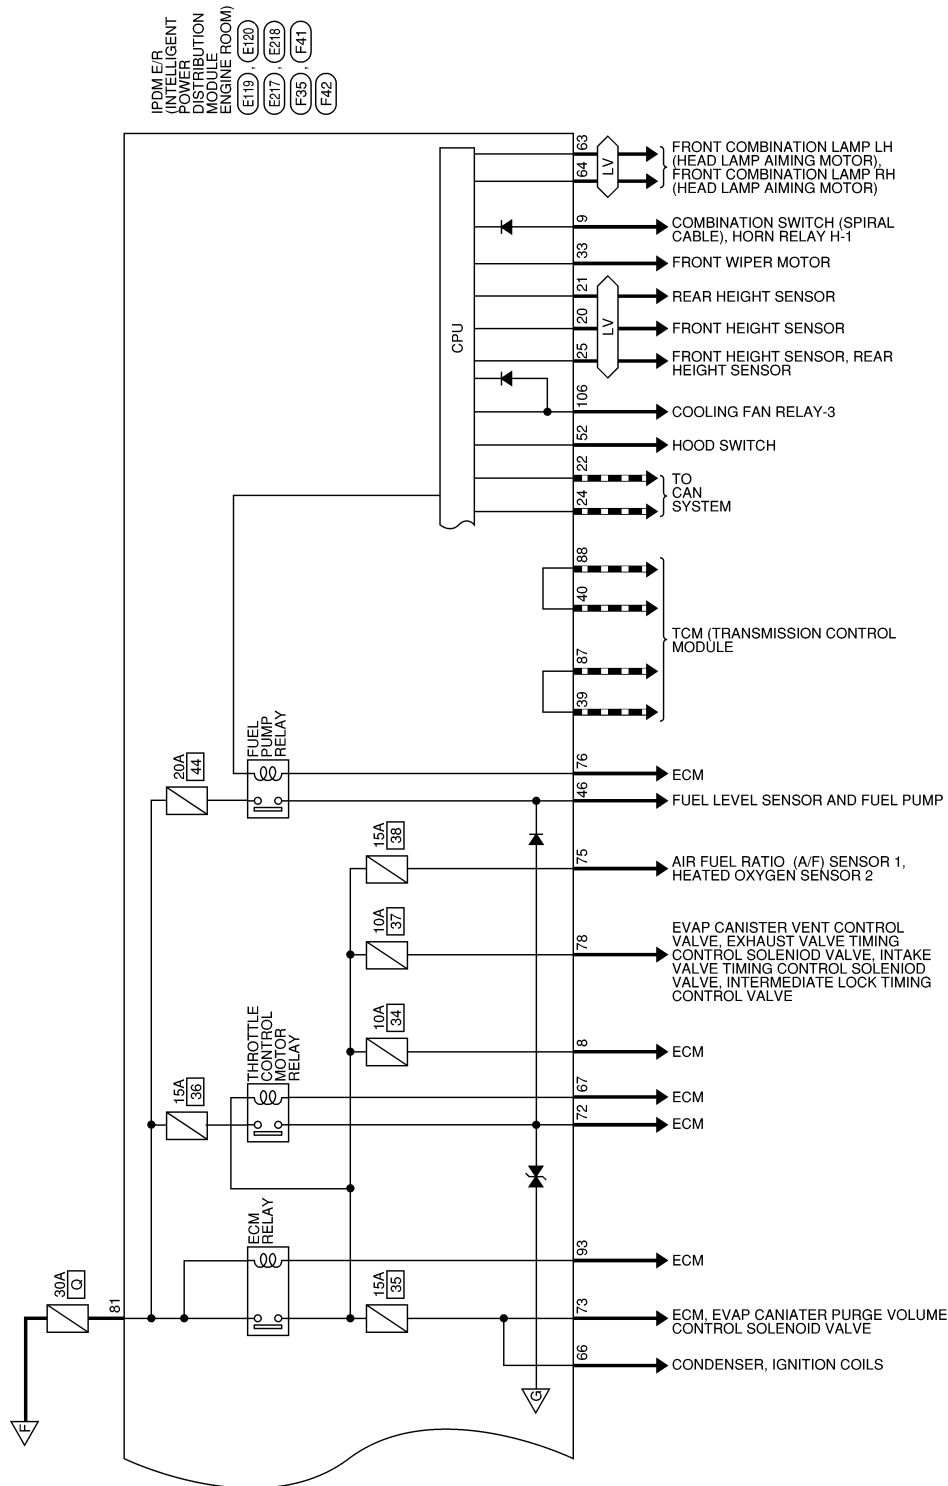 IPDM E/R
(INTELLIGENT
POWER
DISTRIBUTION
MODULE
ENGINE ROOM)
E119 , E120
E217 , E218
F35 , F41
F42
63
64
LV
FRONT COMBINATION LAMP LH
(HEAD LAMP AIMING MOTOR),
FRONT COMBINATION LAMP RH
(HEAD LAMP AIMING MOTOR)
9
COMBINATION SWITCH (SPIRAL
CABLE), HORN RELAY H-1
33
FRONT WIPER MOTOR
CPU
21
REAR HEIGHT SENSOR
20
LV
FRONT HEIGHT SENSOR
25
FRONT HEIGHT SENSOR, REAR
HEIGHT SENSOR
106
COOLING FAN RELAY-3
52
HOOD SWITCH
22
24
TO
CAN
SYSTEM
88
40
87
39
TCM (TRANSMISSION CONTROL
MODULE
20A
44
FUEL
PUMP
RELAY
76
ECM
46
FUEL LEVEL SENSOR AND FUEL PUMP
15A
38
75
AIR FUEL RATIO (A/F) SENSOR 1,
HEATED OXYGEN SENSOR 2
10A
37
78
EVAP CANISTER VENT CONTROL
VALVE, EXHAUST VALVE TIMING
CONTROL SOLENIOD VALVE, INTAKE
VALVE TIMING CONTROL SOLENIOD
VALVE, INTERMEDIATE LOCK TIMING
CONTROL VALVE
10A
34
8
ECM
15A
36
THROTTLE
CONTROL
MOTOR
RELAY
67
ECM
72
ECM
ECM
RELAY
93
ECM
30A
Q
81
15A
35
73
ECM, EVAP CANIATER PURGE VOLUME
CONTROL SOLENOID VALVE
66
CONDENSER, IGNITION COILS
G
F